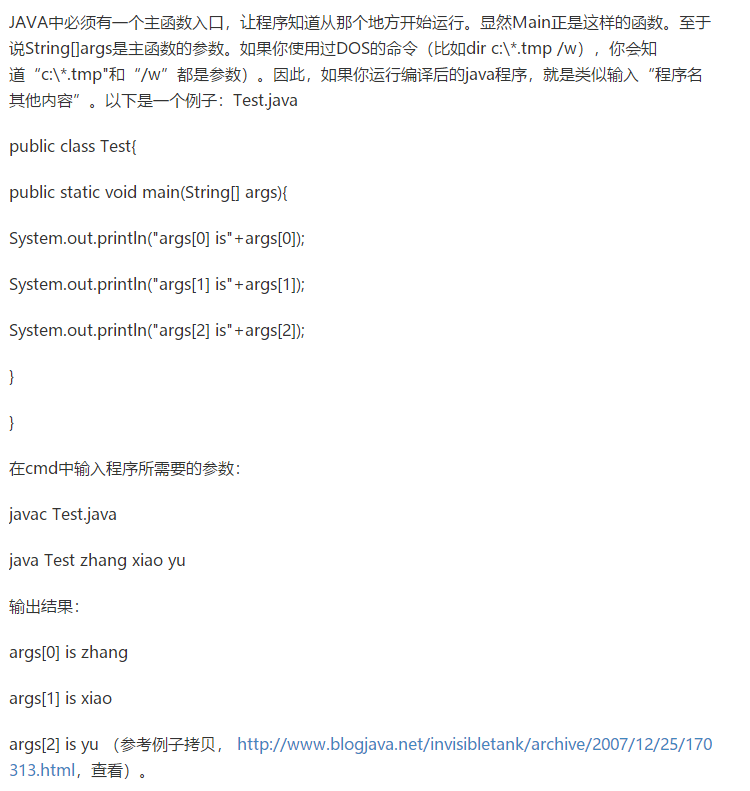 JAVA中必须有一个主函数入口，让程序知道从那个地方开始运行。显然Main正是这样的函数。至于
说String[]args是主函数的参数。如果你使用过DOS的命令（比如dir c:\*.tmp /w），你会知
道“c:\*.tmp"和“/w”都是参数）。因此，如果你运行编译后的java程序，就是类似输入“程序名
其他内容”。以下是一个例子：Test.java
public class Test{
public static void main(String[] args){
System.out.println("args[0] is"+args[0]);
System.out.println("args[1] is"+args[1]);
System.out.println("args[2] is"+args[2]);
}
}
在cmd中输入程序所需要的参数：
javac Test.java
java Test zhang xiao yu
输出结果：
args[0] is zhang
args[1] is xiao
args[2] is yu （参考例子拷贝， http://www.blogjava.net/invisibletank/archive/2007/12/25/170
313.html，查看）。